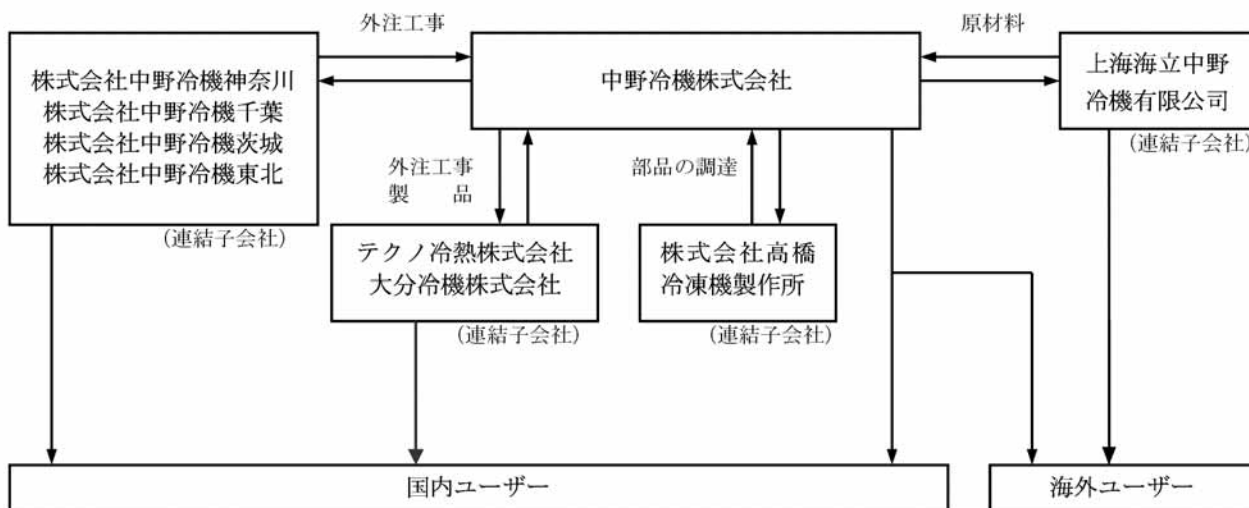 外注工事
原材料
株式会社中野冷機神奈川
株式会社中野冷機千葉
株式会社中野冷機茨城
株式会社中野冷機東北
(連結子会社)
中野冷機株式会社
上海海立中野
冷機有限公司
(連結子会社)
外注工事
製　　品
部品の調達
テクノ冷熱株式会社
大分冷機株式会社
(連結子会社)
株式会社高橋
冷凍機製作所
(連結子会社)
国内ユーザー
海外ユーザー